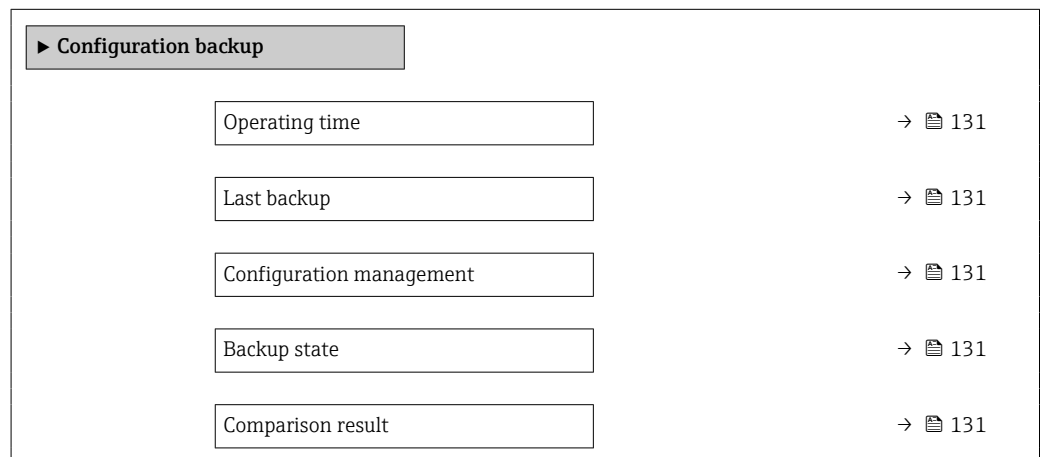 ► Configuration backup
Operating time → 131
Last backup → 131
Configuration management → 131
Backup state → 131
Comparison result → 131